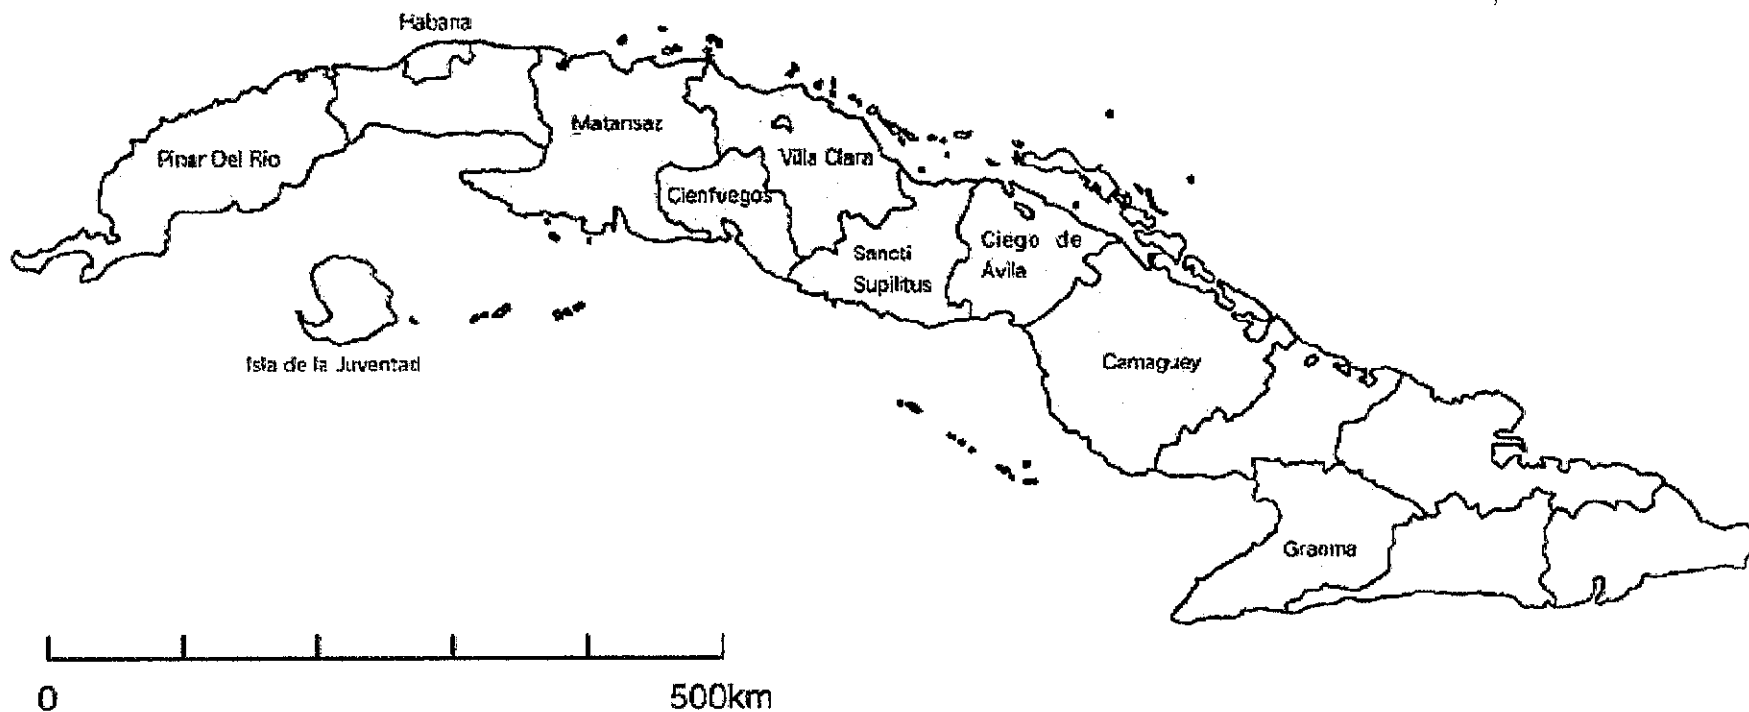 Habana
Matansaz
Pinar Del Rio
Villa Clara
Cienfuegos
Sancti
Supilitus
Ciego de
Ávila
Isla de la Juventad
Camaguey
Granma
0
500km